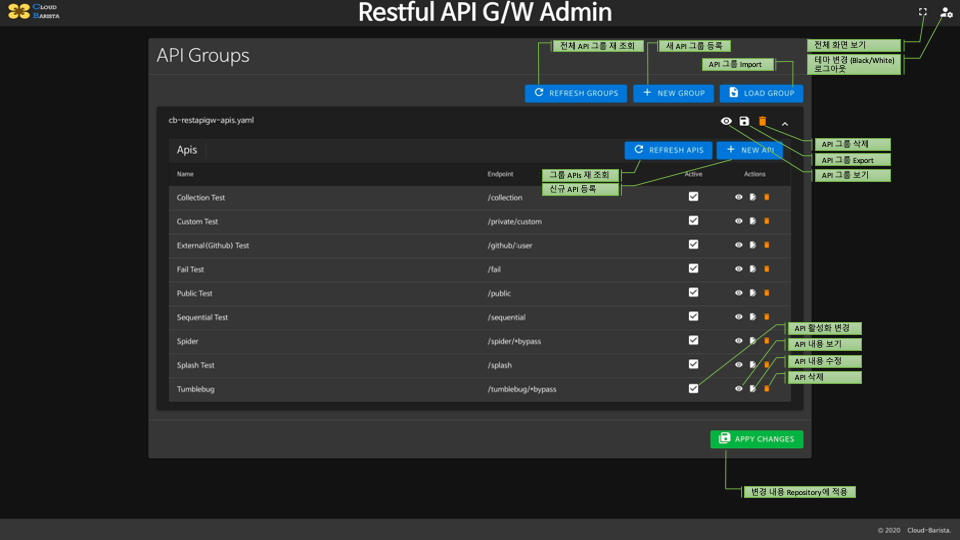 CLOUD
BARISTA
Restful API G/W Admin
API Groups
전체 API 그룹 재 조회
새 API 그룹 등록
API 그룹 Import
전체 화면 보기
테마 변경 (Black/White)
로그아웃
REFRESH GROUPS
NEW GROUP
LOAD GROUP
cb-restapigw-apis.yaml
API 그룹 삭제
API 그룹 Export
API 그룹 보기
Apis
REFRESH APIS
NEW API
그룹 APIs 재 조회
신규 API 등록
Name Endpoint Active Actions
Collection Test /collection
Custom Test /private/custom
External(Github) Test /github/:user
Fail Test /fail
Public Test /public
Sequential Test /sequential
Spider /spider/*bypass
Splash Test /splash
Tumblebug /tumblebug/*bypass
API 활성화 변경
API 내용 보기
API 내용 수정
API 삭제
APPY CHANGES
변경 내용 Repository에 적용
© 2020 Cloud-Barista.